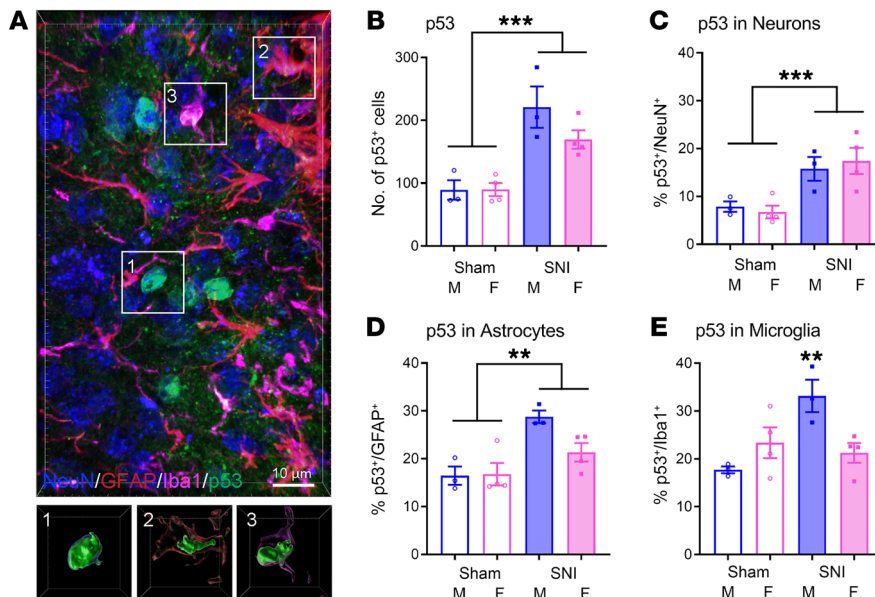 A
2
3
1
NeuN/GFAP/Iba1/p53
10 μm
1
2
3
B
p53
***
No. of p53+ cells
300
200
100
0
Sham
SNI
M F M F
C
p53 in Neurons
***
% p53+/NeuN+
40
30
20
10
0
Sham
SNI
M F M F
D
p53 in Astrocytes
**
% p53+/GFAP+
40
30
20
10
0
Sham
SNI
M F M F
E
p53 in Microglia
**
% p53+/Iba1+
40
30
20
10
0
Sham
SNI
M F M F